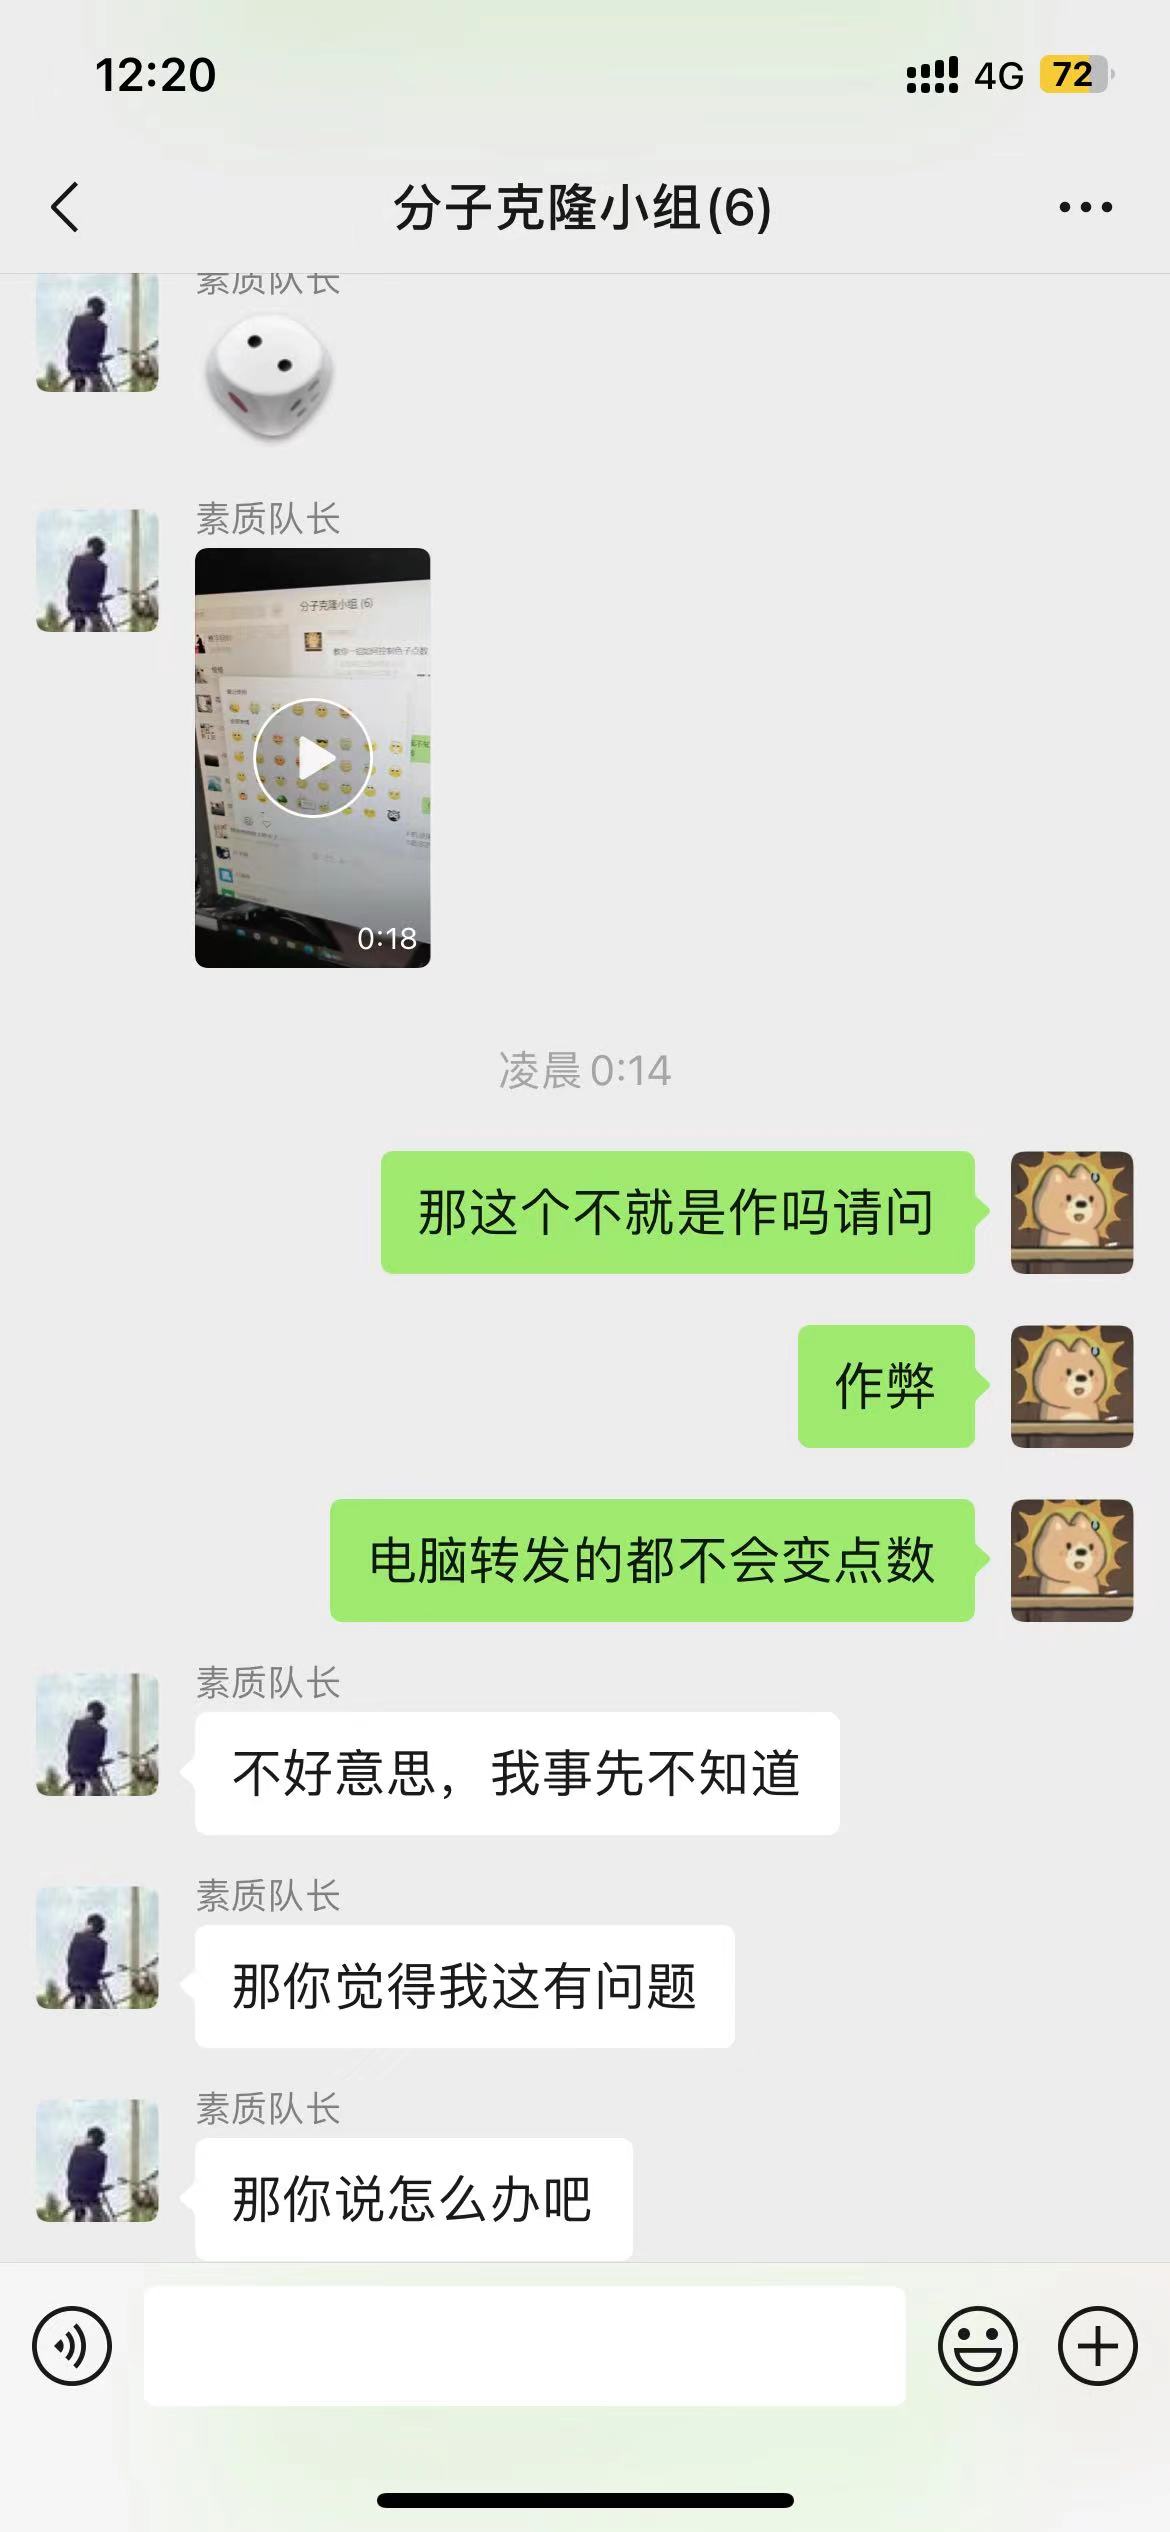 12:20
4G
72
分子克隆小组(6)
素质队长
素质队长
分子克隆小组 (6)
0:18
凌晨 0:14
那这个不就是作吗请问
作弊
电脑转发的都不会变点数
素质队长
不好意思，我事先不知道
素质队长
那你觉得我这有问题
素质队长
那你说怎么办吧